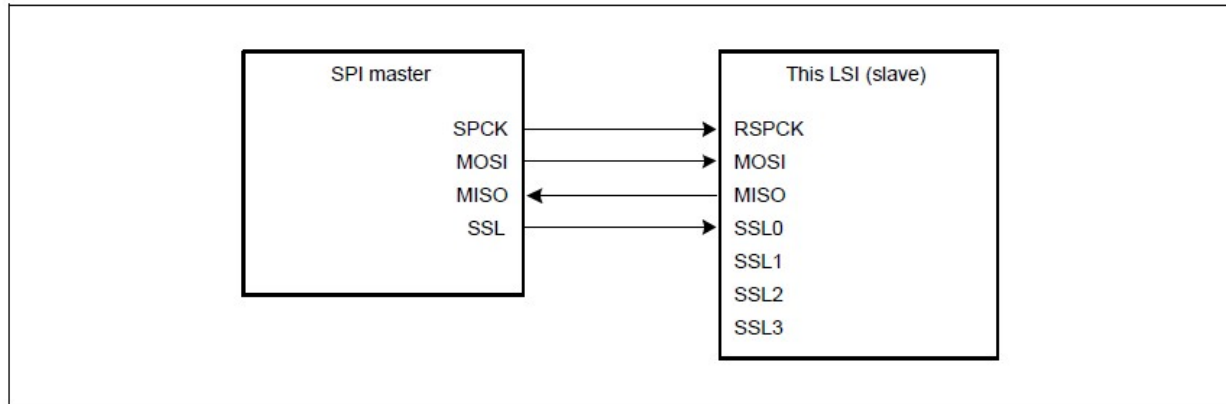 SPI master
This LSI (slave)
SPCK
RSPCK
MOSI
MOSI
MISO
MISO
SSL
SSL0
SSL1
SSL2
SSL3